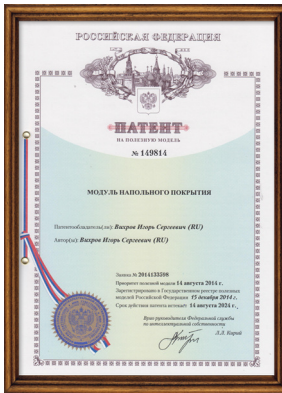 РОССИЙСКАЯ ФЕДЕРАЦИЯ
ПАТЕНТ
НА ПОЛЕЗНУЮ МОДЕЛЬ
№ 149814
МОДУЛЬ НАПОЛЬНОГО ПОКРЫТИЯ
Патентообладатель(ли): Вихров Игорь Сергеевич (RU)
Автор(ы): Вихров Игорь Сергеевич (RU)
Заявка № 2014133598
Приоритет полезной модели 14 августа 2014 г.
Зарегистрировано в Государственном реестре полезных
моделей Российской Федерации 15 декабря 2014 г.
Срок действия патента истекает 14 августа 2024 г.
Врио руководителя Федеральной службы
по интеллектуальной собственности
Л.Л. Кирий